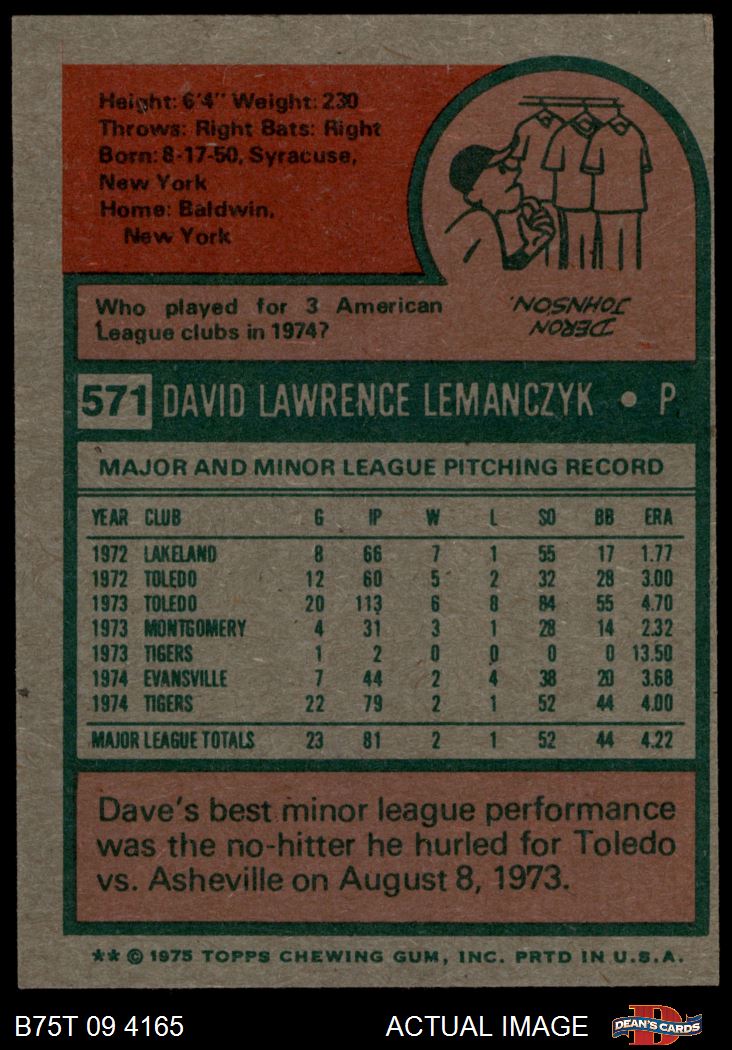 Height: 6'4" Weight: 230
Throws: Right Bats: Right
Born: 8-17-50, Syracuse,
New York
Home: Baldwin,
New York
Who played for 3 American
League clubs in 1974?
DERON
JOHNSON.
571 DAVID LAWRENCE LEMANCZYK • P
MAJOR AND MINOR LEAGUE PITCHING RECORD
YEAR CLUB G IP W L SO BB ERA
1972 LAKELAND 8 66 7 1 55 17 1.77
1972 TOLEDO 12 60 5 2 32 28 3.00
1973 TOLEDO 20 113 6 8 84 55 4.70
1973 MONTGOMERY 4 31 3 1 28 14 2.32
1973 TIGERS 1 2 0 0 0 0 13.50
1974 EVANSVILLE 7 44 2 4 38 20 3.68
1974 TIGERS 22 79 2 1 52 44 4.00
MAJOR LEAGUE TOTALS 23 81 2 1 52 44 4.22
Dave's best minor league performance
was the no-hitter he hurled for Toledo
vs. Asheville on August 8, 1973.
** © 1975 TOPPS CHEWING GUM, INC. PRTD IN U.S.A.
B75T 09 4165 ACTUAL IMAGE D DEAN'S CARDS